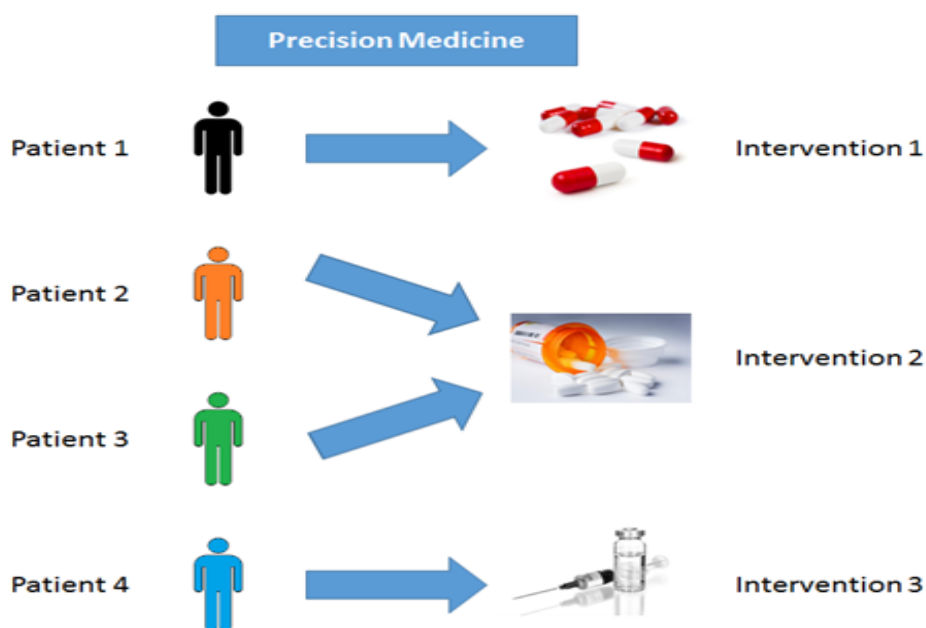 Precision Medicine
Patient 1
Intervention 1
Patient 2
Intervention 2
Patient 3
Patient 4
Intervention 3